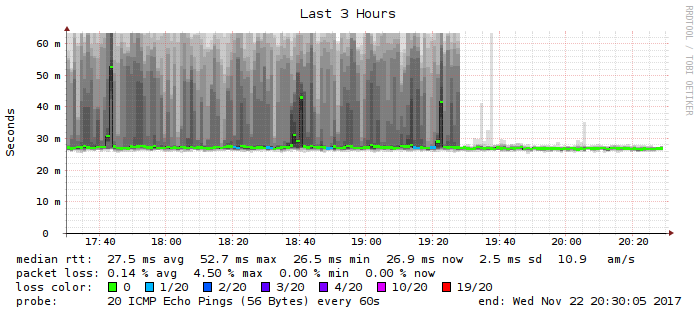 Last 3 Hours
RRDTOOL / TOBI OETIKER
Seconds
60 m
50 m
40 m
30 m
20 m
10 m
0
17:40 18:00 18:20 18:40 19:00 19:20 19:40 20:00 20:20
median rtt: 27.5 ms avg 52.7 ms max 26.5 ms min 26.9 ms now 2.5 ms sd 10.9 am/s
packet loss: 0.14 % avg 4.50 % max 0.00 % min 0.00 % now
loss color: 0 1/20 2/20 3/20 4/20 10/20 19/20
probe: 20 ICMP Echo Pings (56 Bytes) every 60s end: Wed Nov 22 20:30:05 2017